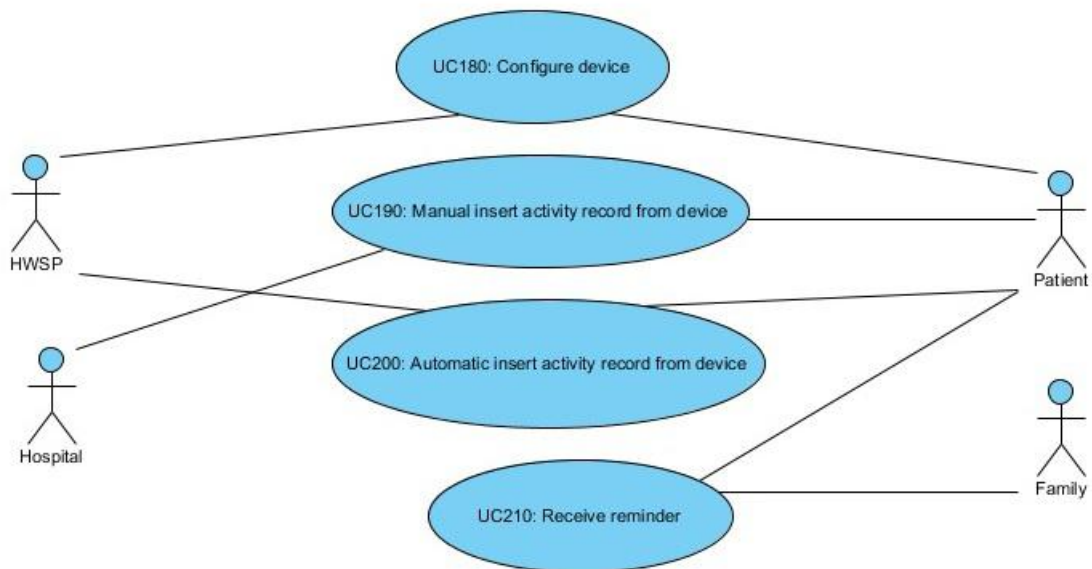 UC180: Configure device
UC190: Manual insert activity record from device
HWSP
Patient
UC200: Automatic insert activity record from device
Hospital
Family
UC210: Receive reminder